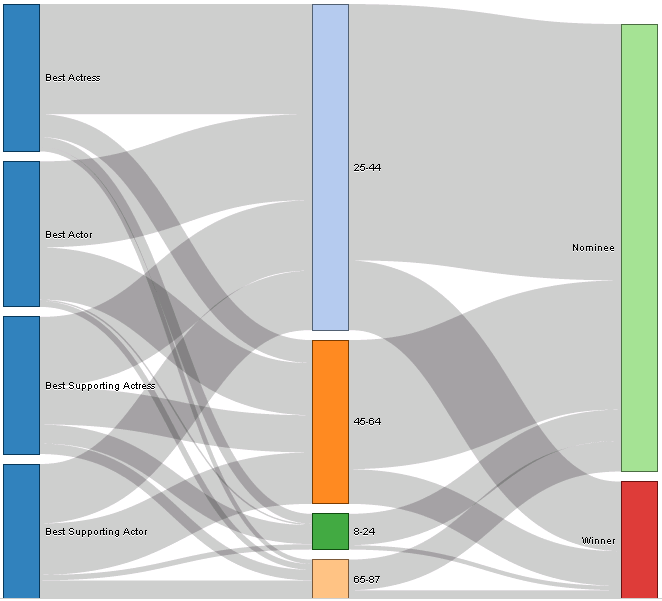 Best Actress
Best Actor
Best Supporting Actress
Best Supporting Actor
25-44
45-64
8-24
65-87
Nominee
Winner